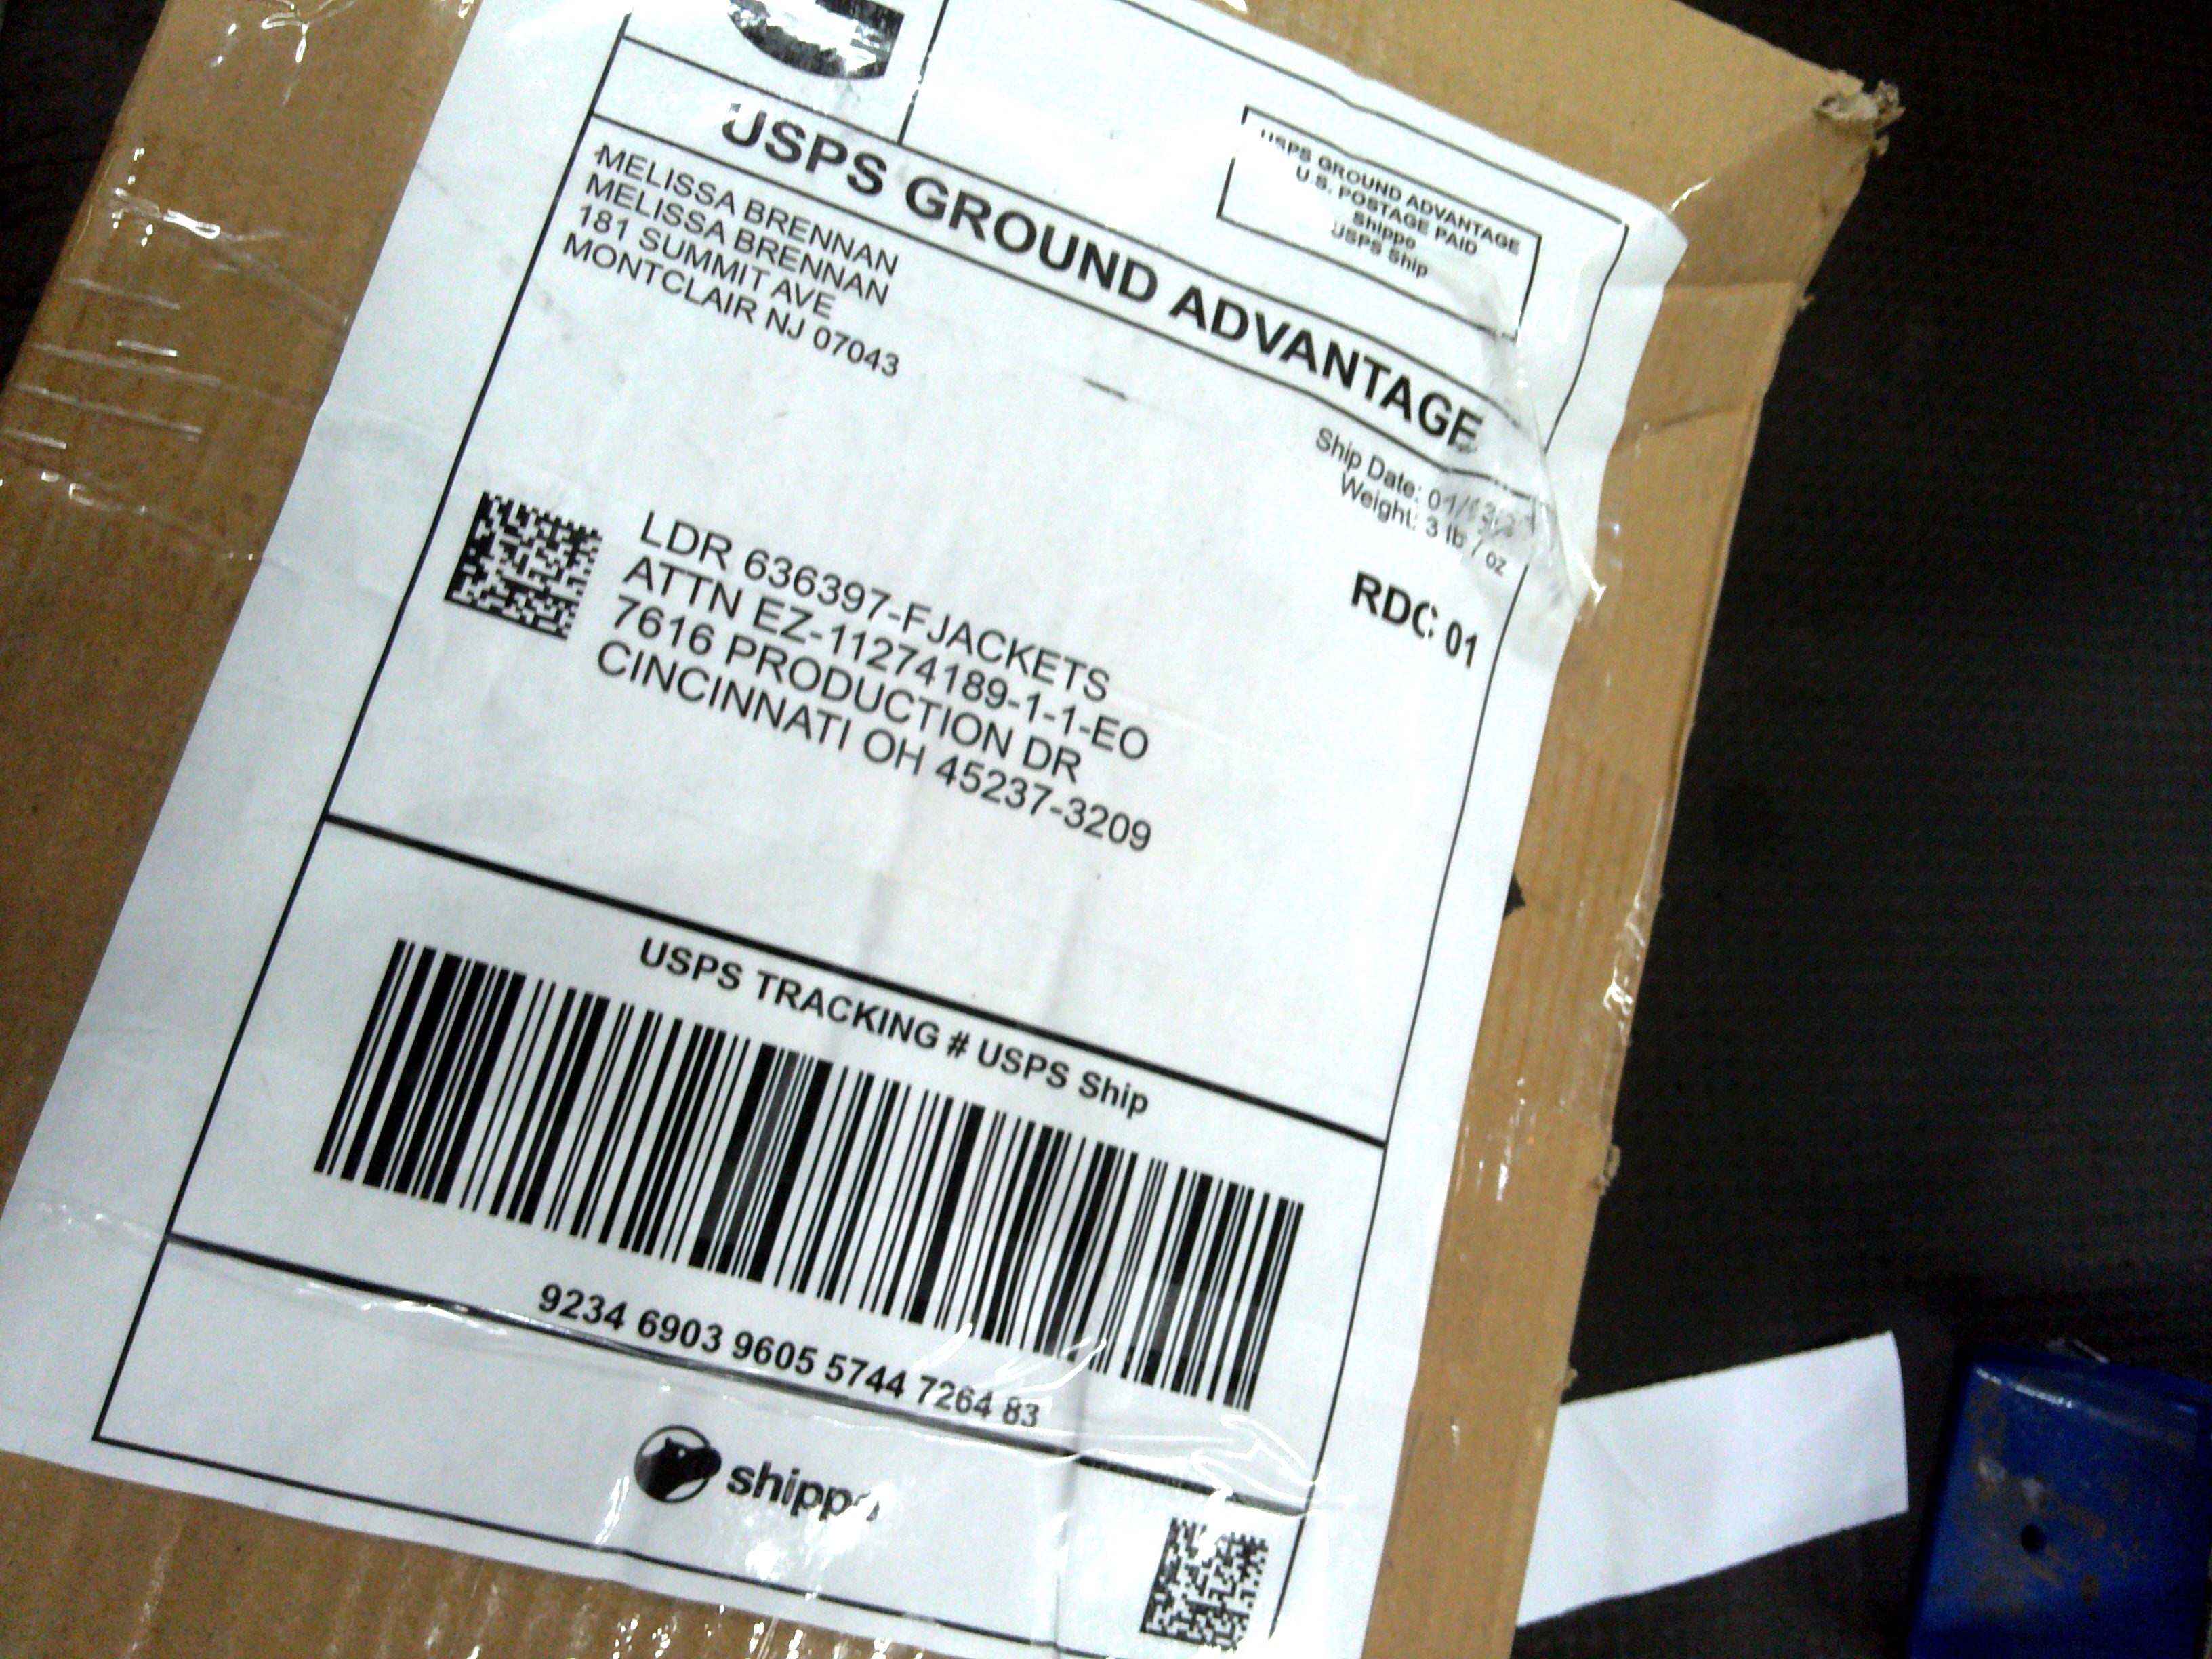 USPS GROUND ADVANTAGE
U.S. POSTAGE PAID
Shippo
USPS Ship
USPS GROUND ADVANTAGE
MELISSA BRENNAN
MELISSA BRENNAN
181 SUMMIT AVE
MONTCLAIR NJ 07043
Ship Date:
Weight: 3 lb oz
RDC 01
LDR 636397-FJACKETS
ATTN EZ-11274189-1-1-EO
7616 PRODUCTION DR
CINCINNATI OH 45237-3209
USPS TRACKING # USPS Ship
9234 6903 9605 5744 7264 83
shippo